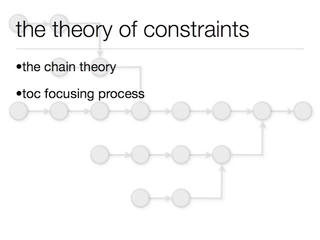 the theory of constraints
•the chain theory
•toc focusing process